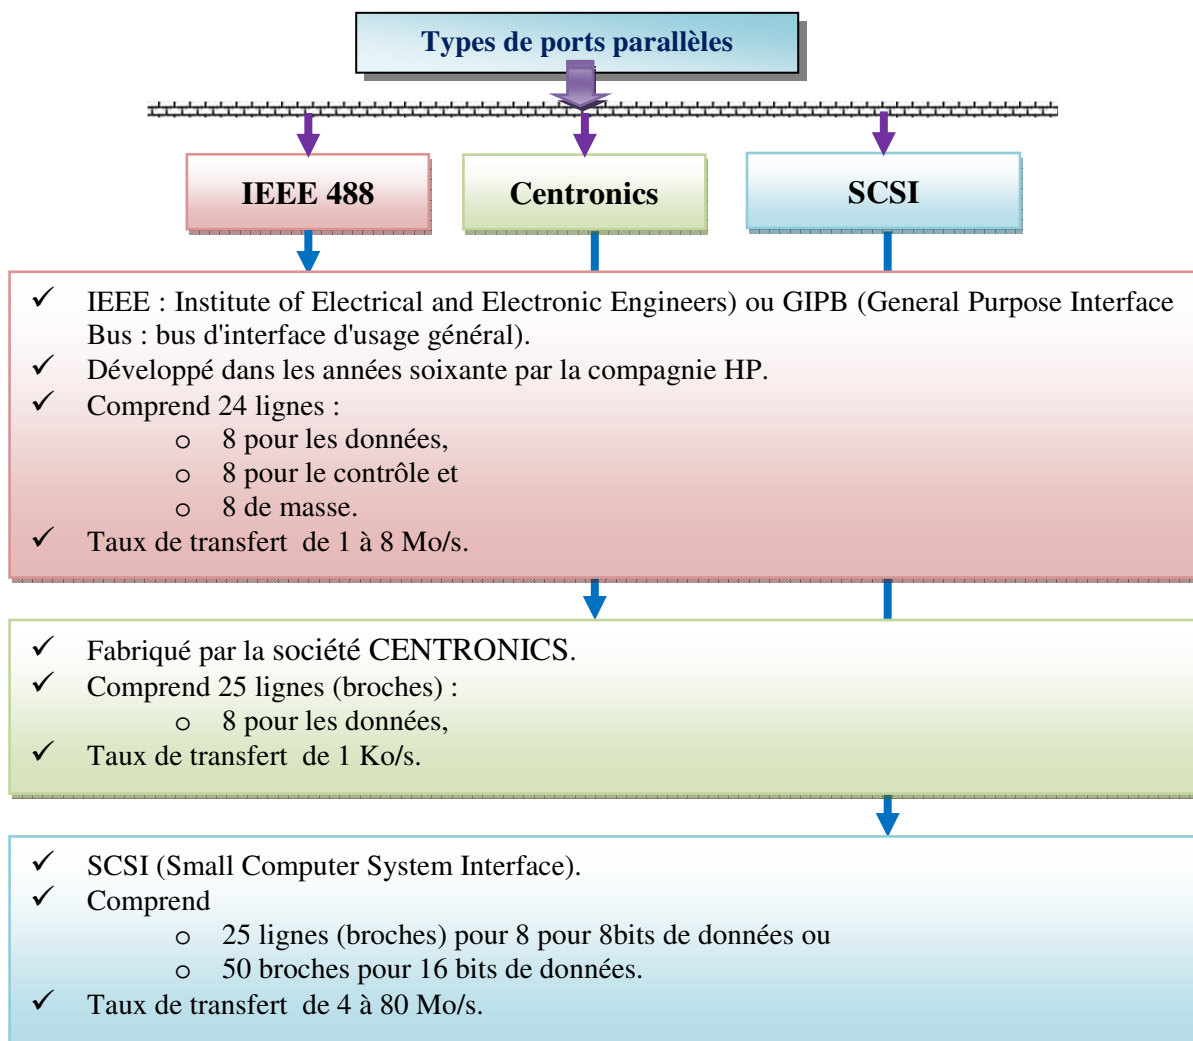 Types de ports parallèles
IEEE 488
Centronics
SCSI
✓ IEEE : Institute of Electrical and Electronic Engineers) ou GIPB (General Purpose Interface
Bus : bus d'interface d'usage général).
✓ Développé dans les années soixante par la compagnie HP.
✓ Comprend 24 lignes :
o 8 pour les données,
o 8 pour le contrôle et
o 8 de masse.
✓ Taux de transfert de 1 à 8 Mo/s.
✓ Fabriqué par la société CENTRONICS.
✓ Comprend 25 lignes (broches) :
o 8 pour les données,
✓ Taux de transfert de 1 Ko/s.
✓ SCSI (Small Computer System Interface).
✓ Comprend
o 25 lignes (broches) pour 8 pour 8bits de données ou
o 50 broches pour 16 bits de données.
✓ Taux de transfert de 4 à 80 Mo/s.